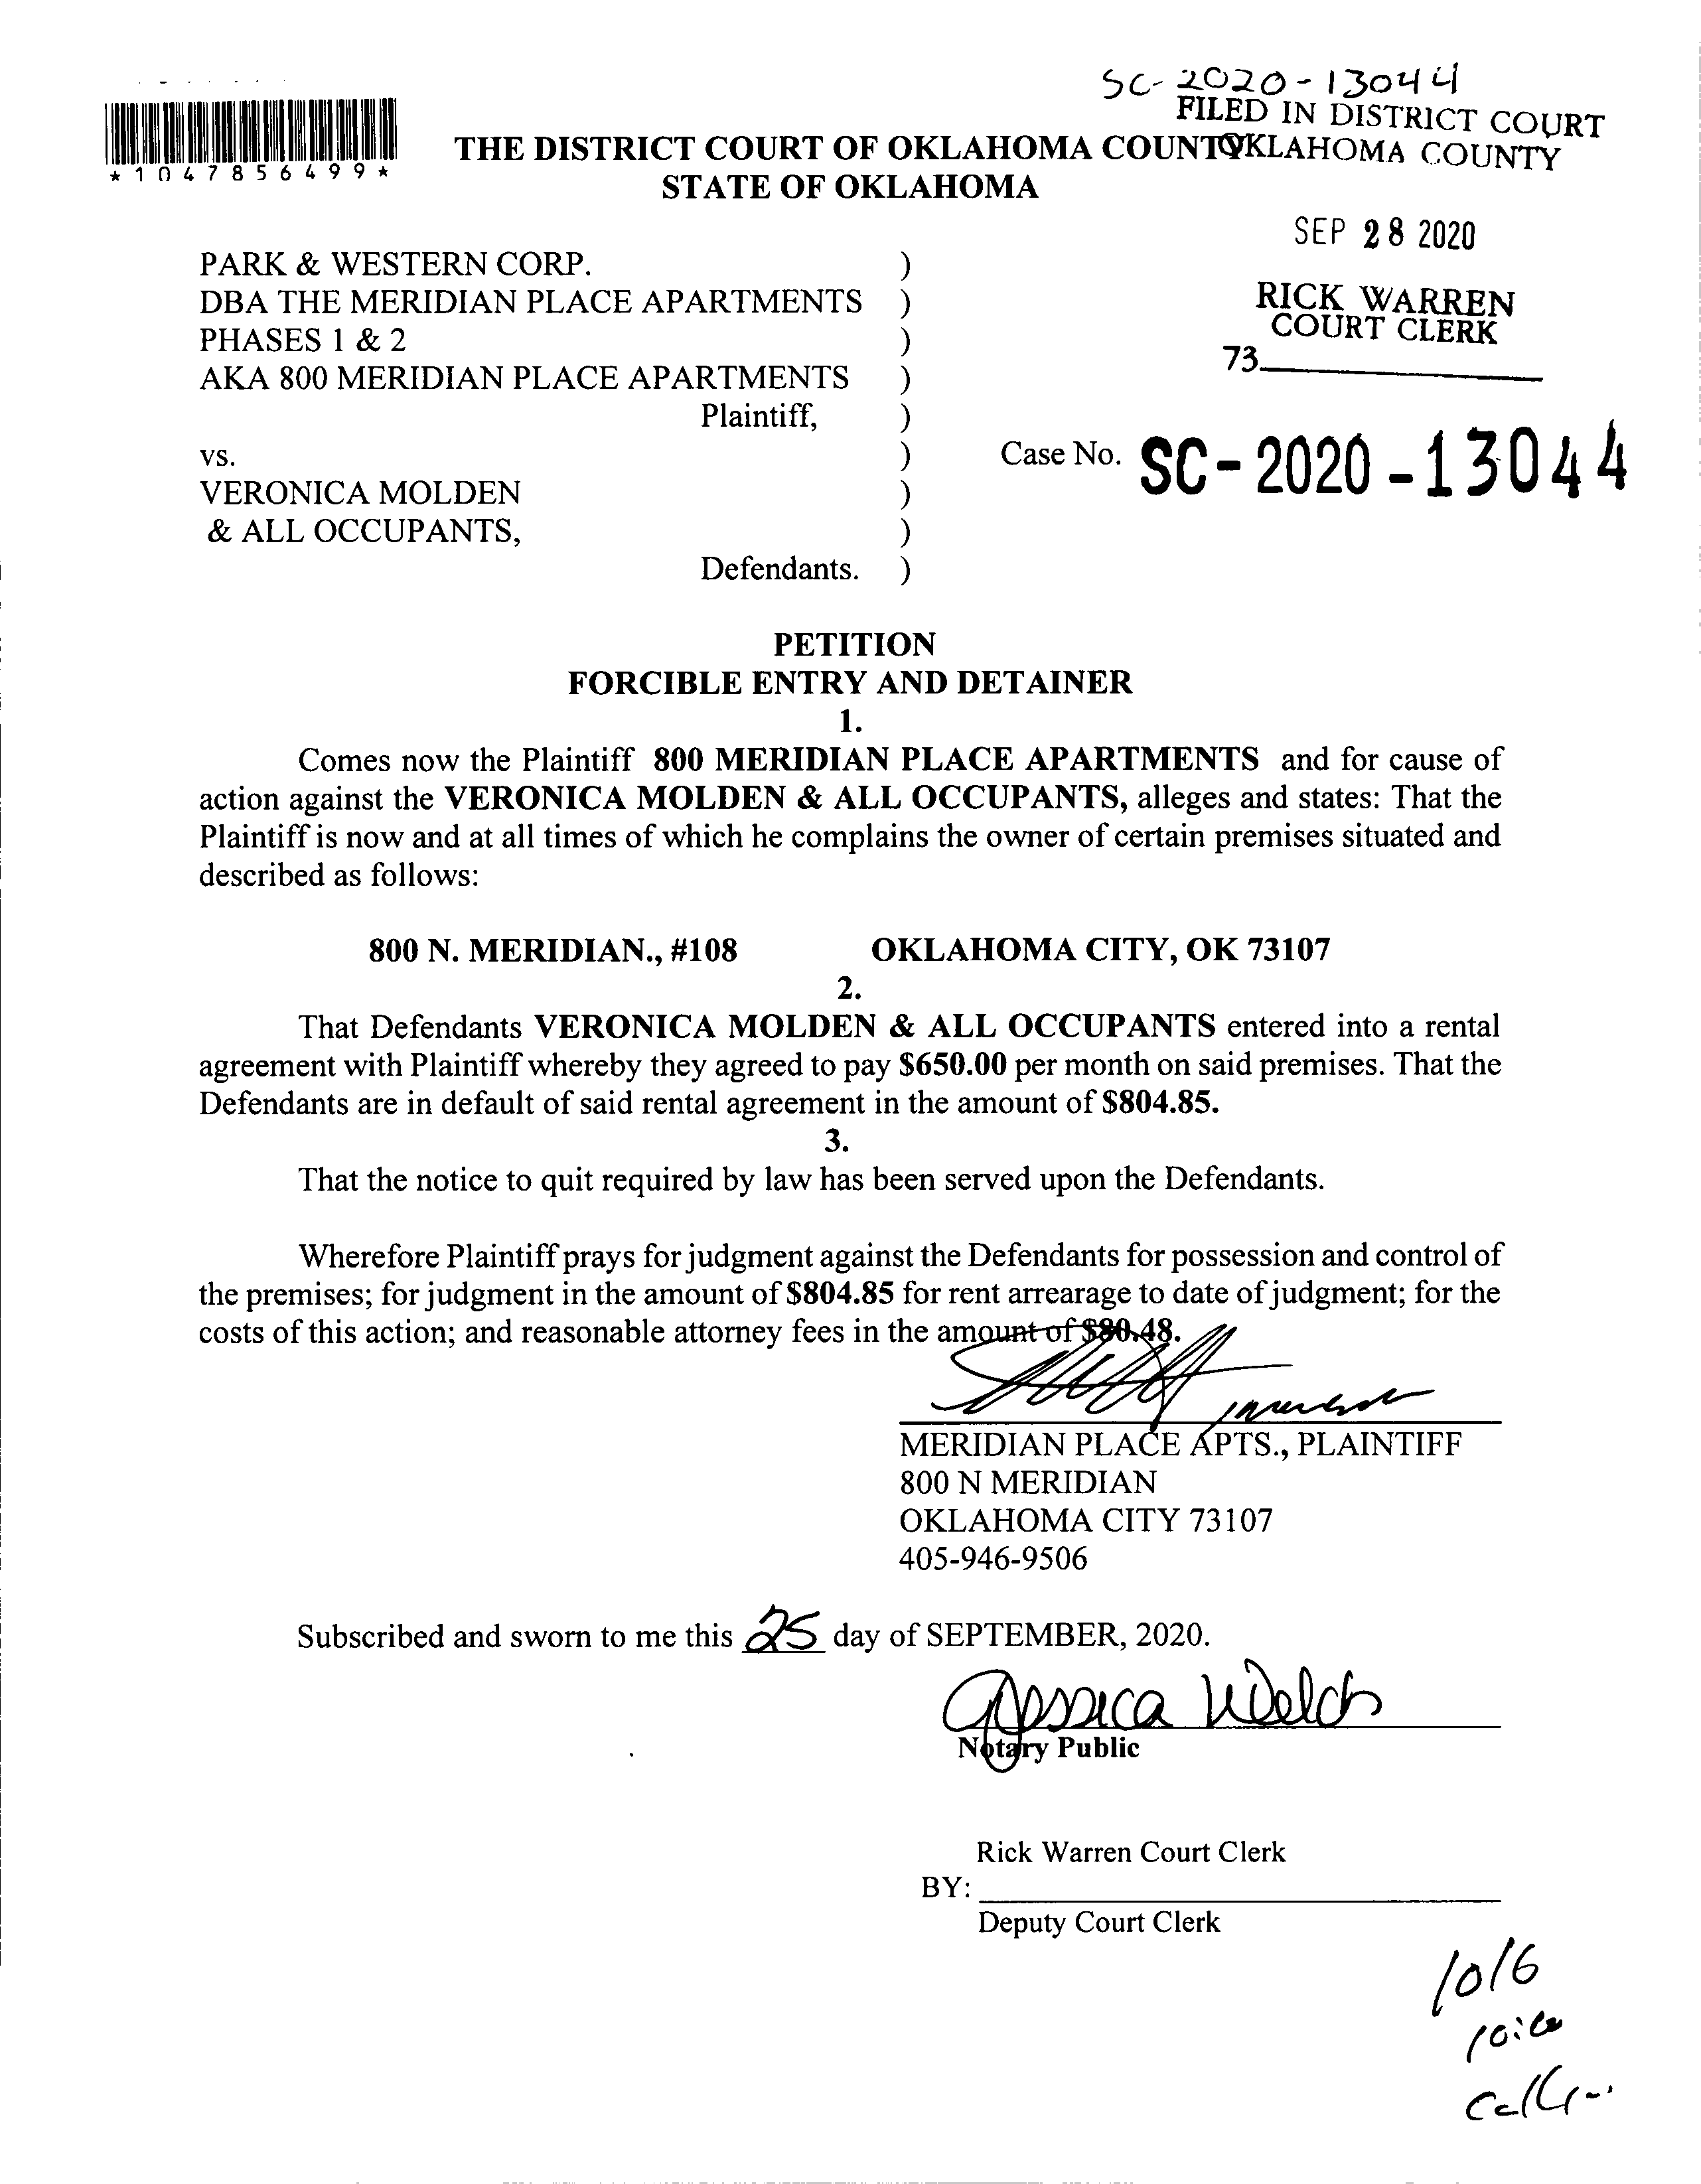 SC-2020-13044
FILED IN DISTRICT COURT
OKLAHOMA COUNTY
*1047856499*
THE DISTRICT COURT OF OKLAHOMA COUNTY
STATE OF OKLAHOMA
SEP 28 2020
RICK WARREN
COURT CLERK
73
PARK & WESTERN CORP. )
DBA THE MERIDIAN PLACE APARTMENTS )
PHASES 1 & 2 )
AKA 800 MERIDIAN PLACE APARTMENTS )
Plaintiff, )
vs. ) Case No. SC-2020-13044
VERONICA MOLDEN )
& ALL OCCUPANTS, )
Defendants. )
PETITION
FORCIBLE ENTRY AND DETAINER
1.
Comes now the Plaintiff 800 MERIDIAN PLACE APARTMENTS and for cause of
action against the VERONICA MOLDEN & ALL OCCUPANTS, alleges and states: That the
Plaintiff is now and at all times of which he complains the owner of certain premises situated and
described as follows:
800 N. MERIDIAN., #108 OKLAHOMA CITY, OK 73107
2.
That Defendants VERONICA MOLDEN & ALL OCCUPANTS entered into a rental
agreement with Plaintiff whereby they agreed to pay $650.00 per month on said premises. That the
Defendants are in default of said rental agreement in the amount of $804.85.
3.
That the notice to quit required by law has been served upon the Defendants.
Wherefore Plaintiff prays for judgment against the Defendants for possession and control of
the premises; for judgment in the amount of $804.85 for rent arrearage to date of judgment; for the
costs of this action; and reasonable attorney fees in the amount of $80.48.
MERIDIAN PLACE APTS., PLAINTIFF
800 N MERIDIAN
OKLAHOMA CITY 73107
405-946-9506
Subscribed and sworn to me this 25 day of SEPTEMBER, 2020.
Jessica Welch
Notary Public
Rick Warren Court Clerk
BY:
Deputy Court Clerk
10/6